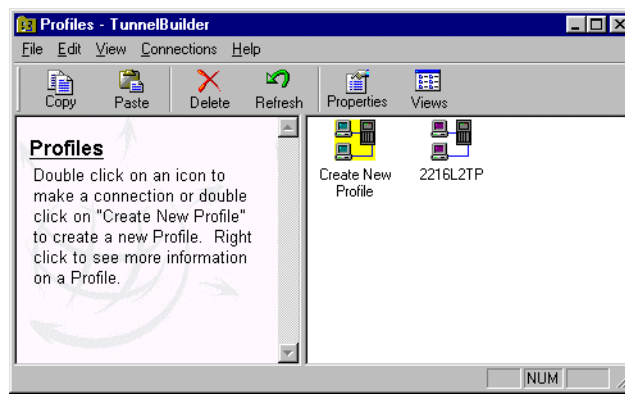 Profiles - TunnelBuilder
File Edit View Connections Help
Copy Paste Delete Refresh Properties Views
Profiles
Double click on an icon to
make a connection or double
click on "Create New Profile"
to create a new Profile. Right
click to see more information
on a Profile.
Create New
Profile
2216L2TP
NUM